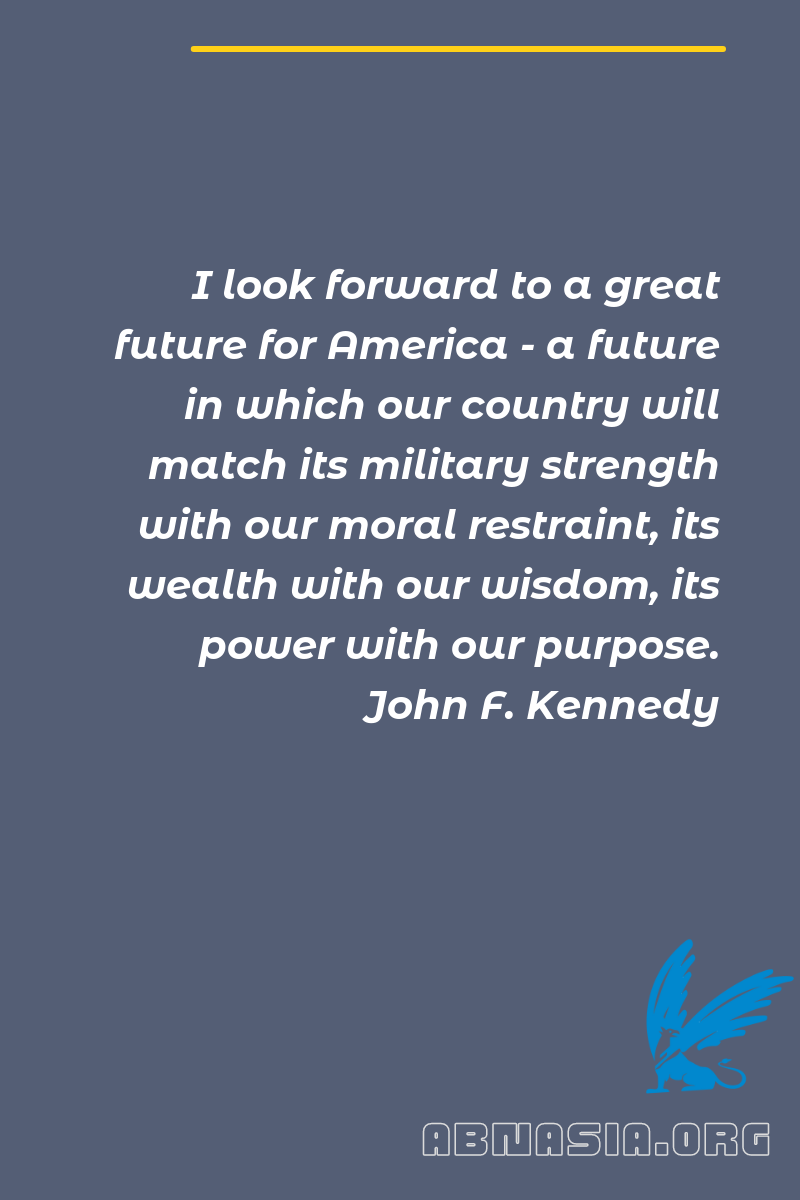 I look forward to a great
future for America - a future
in which our country will
match its military strength
with our moral restraint, its
wealth with our wisdom, its
power with our purpose.
John F. Kennedy
ABNASIA.ORG